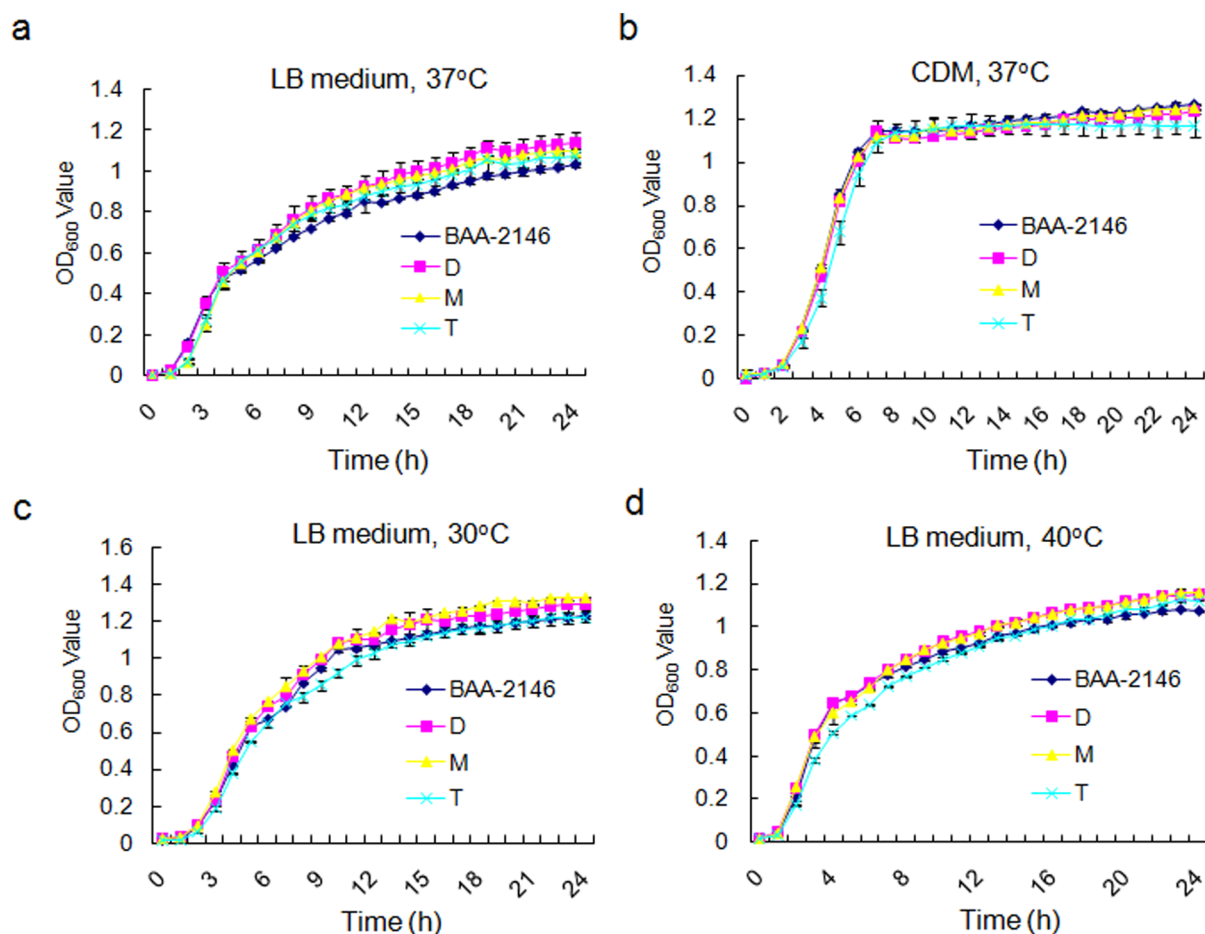 a
LB medium, 37°C
OD600 Value
1.4
1.2
1
0.8
0.6
0.4
0.2
0
BAA-2146
D
M
T
0 3 6 9 12 15 18 21 24
Time (h)
b
CDM, 37°C
OD600 Value
1.4
1.2
1
0.8
0.6
0.4
0.2
0
BAA-2146
D
M
T
0 2 4 6 8 10 12 14 16 18 20 22 24
Time (h)
c
LB medium, 30°C
OD600 Value
1.6
1.4
1.2
1
0.8
0.6
0.4
0.2
0
BAA-2146
D
M
T
0 3 6 9 12 15 18 21 24
Time (h)
d
LB medium, 40°C
OD600 Value
1.4
1.2
1
0.8
0.6
0.4
0.2
0
BAA-2146
D
M
T
0 4 8 12 16 20 24
Time (h)